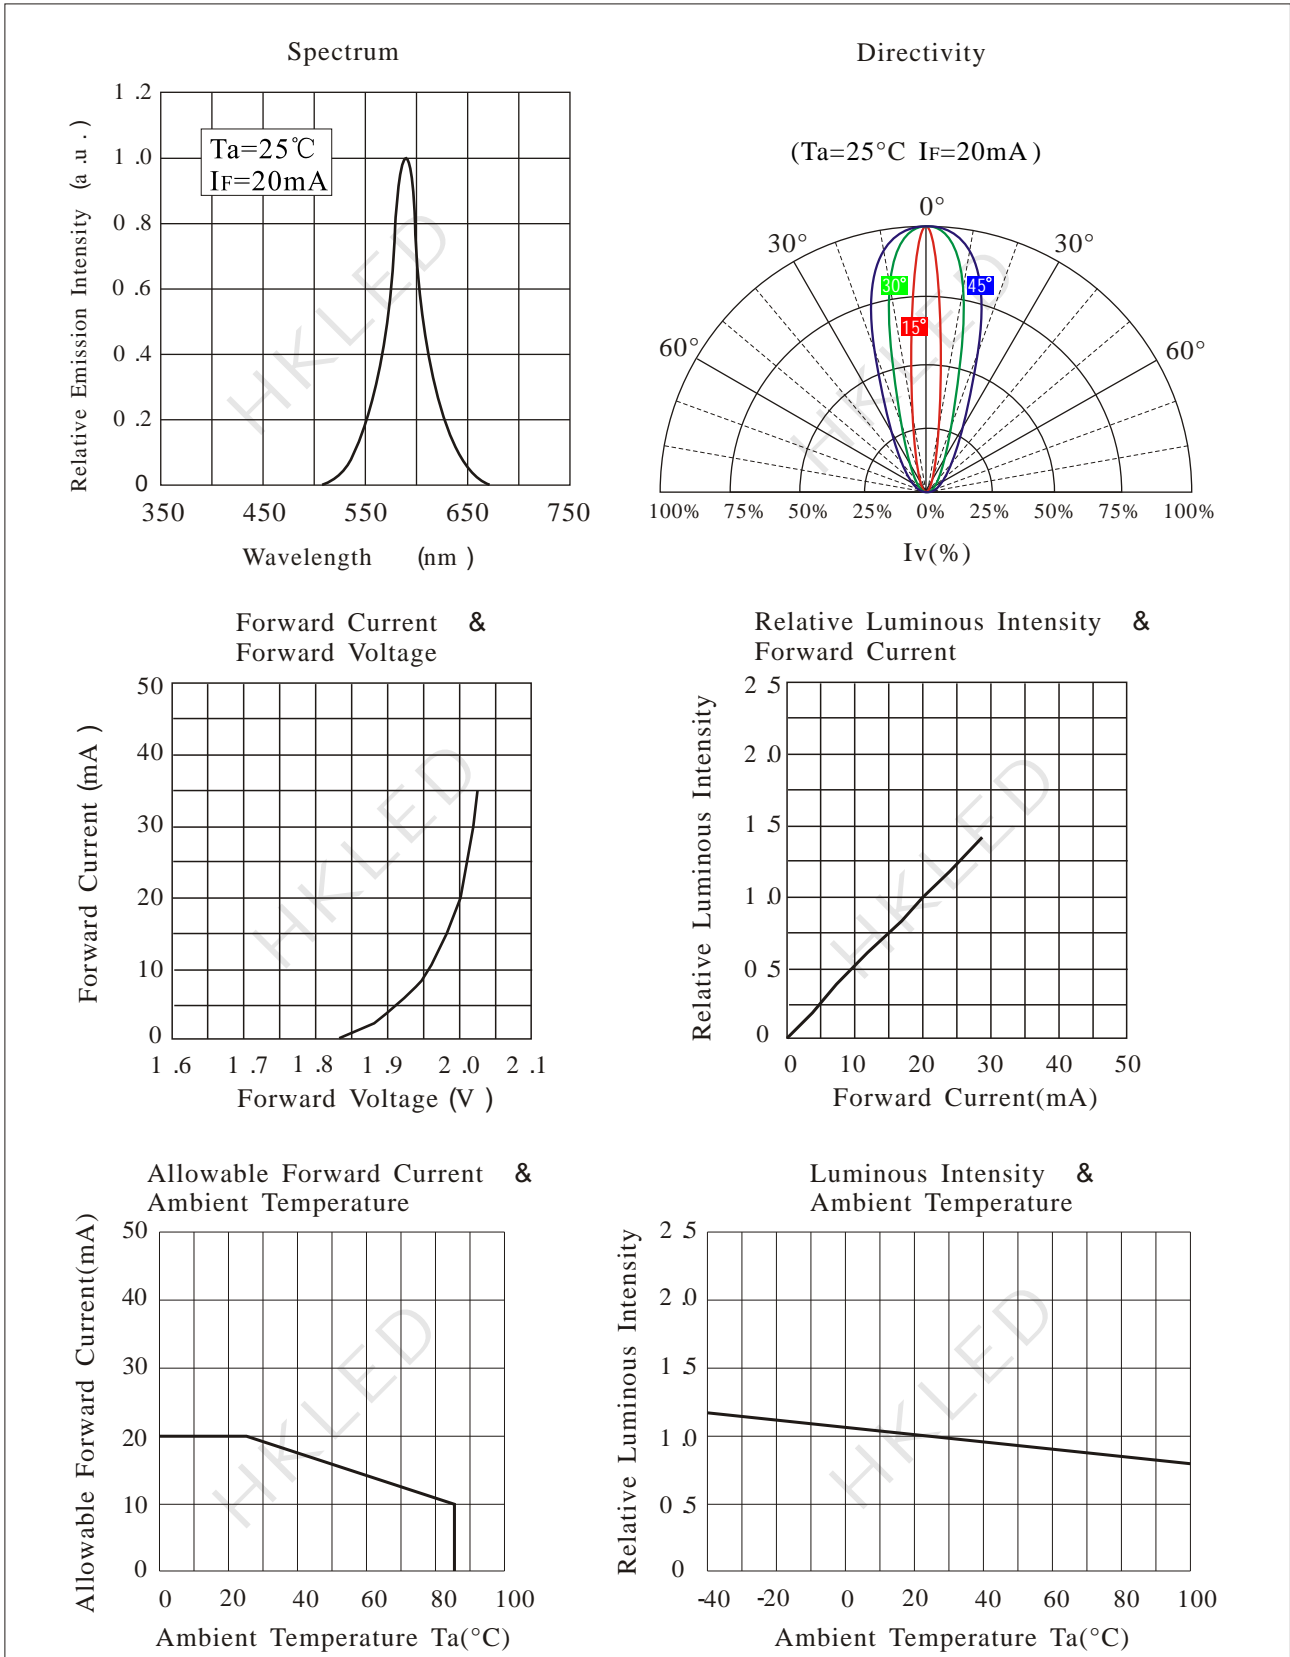 Spectrum
Relative Emission Intensity (a .u . )
1 .2
1 .0
0 .8
0 .6
0 .4
0 .2
0
Ta=25℃
IF=20mA
350 450 550 650 750
Wavelength (nm )
HKLED
Directivity
(Ta=25°C IF=20mA )
0°
30° 30°
60° 60°
30° 45°
15°
100% 75% 50% 25% 0% 25% 50% 75% 100%
Iv(%)
HKLED
Forward Current &
Forward Voltage
Forward Current (mA )
50
40
30
20
10
0
1 .6 1 .7 1 .8 1 .9 2 .0 2 .1
Forward Voltage (V )
HKLED
Relative Luminous Intensity &
Forward Current
Relative Luminous Intensity
2 5
2 .0
1 5
1 .0
0 5
0
0 10 20 30 40 50
Forward Current(mA)
HKLED
Allowable Forward Current &
Ambient Temperature
Allowable Forward Current(mA)
50
40
30
20
10
0
0 20 40 60 80 100
Ambient Temperature Ta(°C)
HKLED
Luminous Intensity &
Ambient Temperature
Relative Luminous Intensity
2 5
2 .0
1 5
1 .0
0 5
0
-40 -20 0 20 40 60 80 100
Ambient Temperature Ta(°C)
HKLED